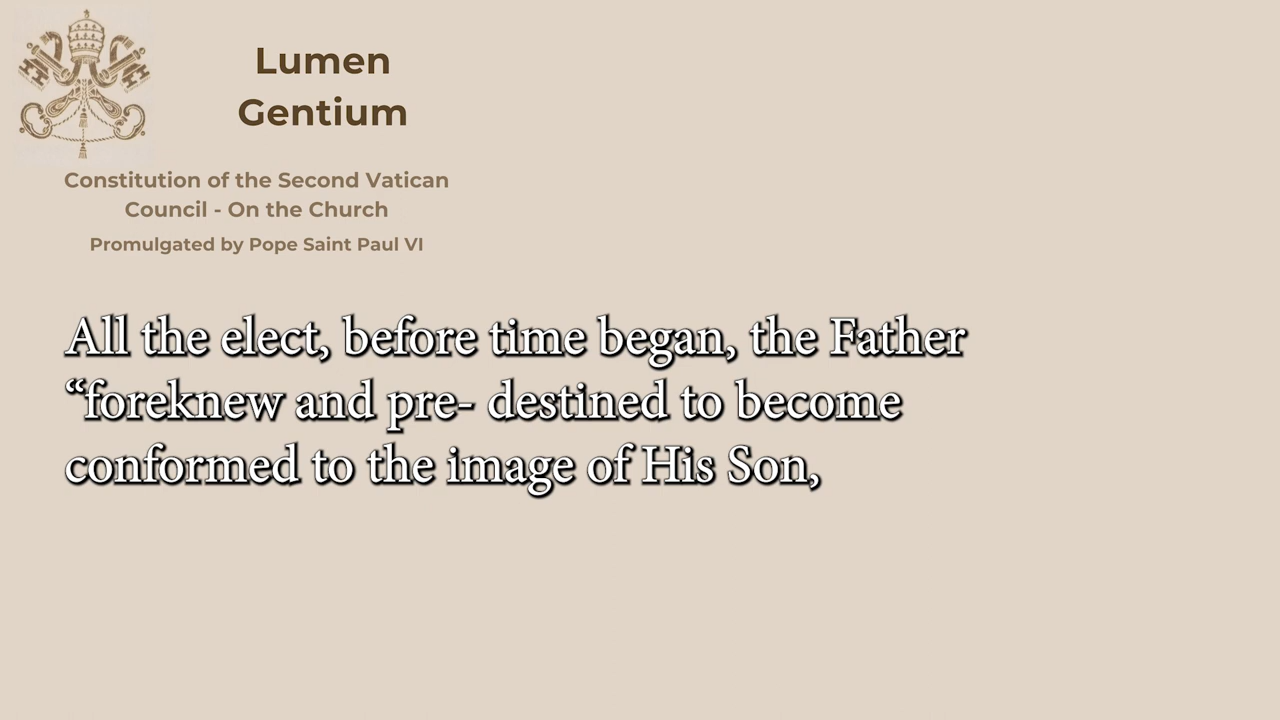 Lumen
Gentium
Constitution of the Second Vatican
Council - On the Church
Promulgated by Pope Saint Paul VI
All the elect, before time began, the Father
“foreknew and pre- destined to become
conformed to the image of His Son,